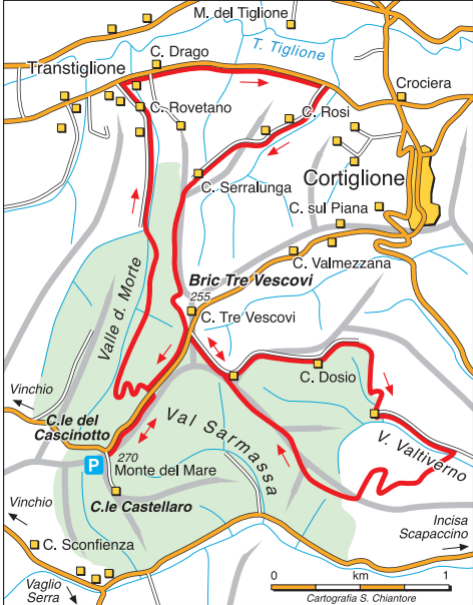 M. del Tiglione
T. Tiglione
C. Drago
Transtiglione
Crociera
C. Rovetano
C. Rosi
C. Serralunga
Cortiglione
C. sul Piana
C. Valmezzana
Bric Tre Vescovi
255
C. Tre Vescovi
Valle d. Morte
C. Dosio
Vinchio
C.le del
Cascinotto
Val Sarmassa
V. Valtiverno
P
270
Monte del Mare
C.le Castellaro
Vinchio
C. Sconfienza
Incisa
Scapaccino
Vaglio
Serra
0 km 1
Cartografia S. Chiantore